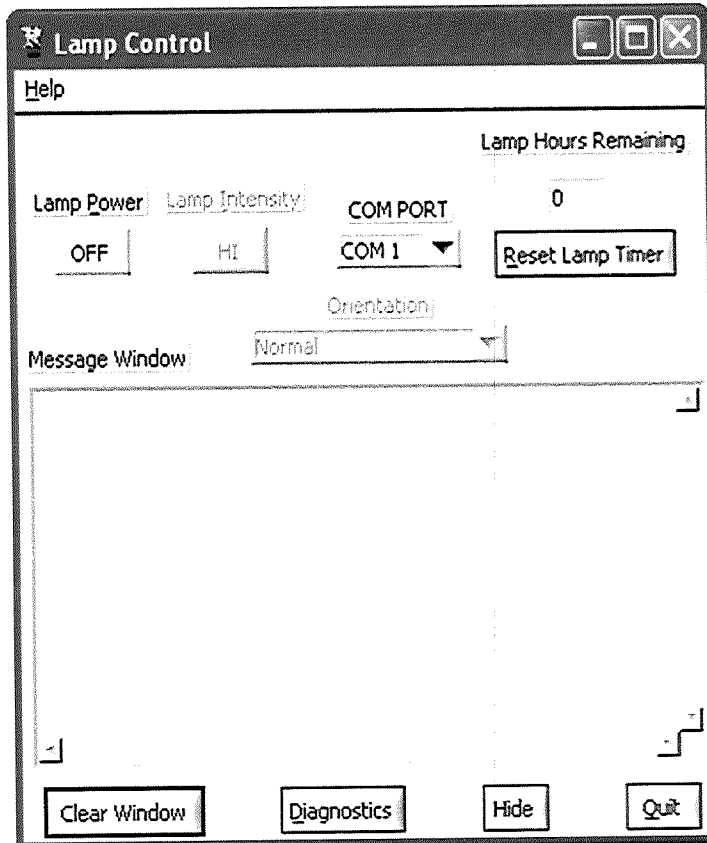 Lamp Control
Help
Lamp Hours Remaining
0
Lamp Power
Lamp Intensity
COM PORT
OFF
HI
COM 1
Reset Lamp Timer
Orientation
Normal
Message Window
Clear Window
Diagnostics
Hide
Quit